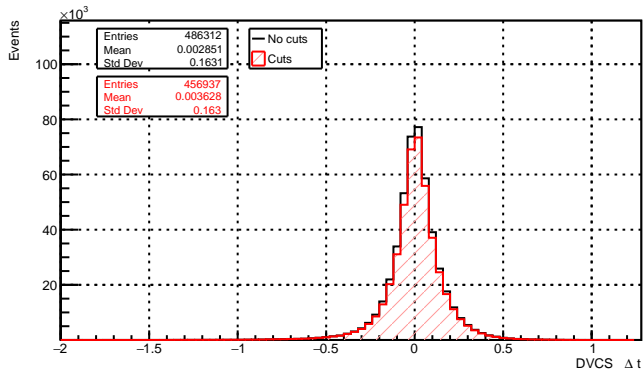 ×10³
Events
Entries 486312
Mean 0.002851
Std Dev 0.1631
Entries 456937
Mean 0.003628
Std Dev 0.163
No cuts
Cuts
100
80
60
40
20
−2 −1.5 −1 −0.5 0 0.5 1
DVCS Δ t